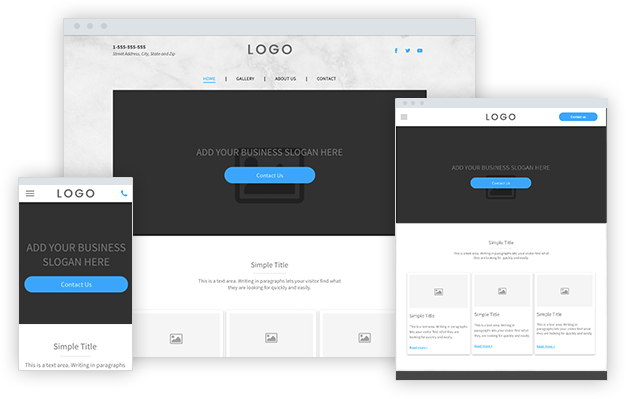 1-555-555-555
Street Address, City, State and Zip
LOGO
HOME | GALLERY | ABOUT US | CONTACT
ADD YOUR BUSINESS SLOGAN HERE
Contact Us
Simple Title
This is a text area. Writing in paragraphs lets your visitor find what
they are looking for quickly and easily.
LOGO
ADD YOUR BUSINESS
SLOGAN HERE
Contact Us
Simple Title
This is a text area. Writing in paragraphs.
LOGO
Contact us
ADD YOUR BUSINESS SLOGAN HERE
Contact Us
Simple Title
This is a text area. Writing in paragraphs lets your visitor find what
they are looking for quickly and easily.
Simple Title
This is a text area. Writing in paragraphs
lets your visitor find what they are
looking for quickly and easily.
Read more >
Simple Title
This is a text area. Writing in paragraphs
lets your visitor find what they are
looking for quickly and easily.
Read more >
Simple Title
This is a text area. Writing in
paragraphs lets your visitor find what
they are looking for quickly and easily.
Read more >